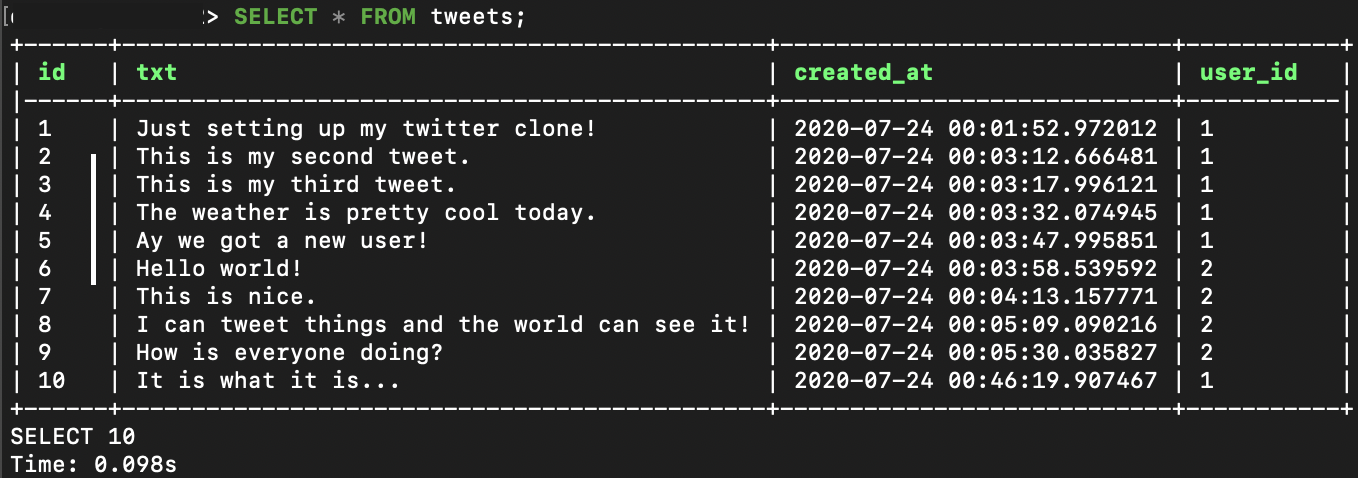 > SELECT * FROM tweets;
| id | txt | created_at | user_id |
| 1 | Just setting up my twitter clone! | 2020-07-24 00:01:52.972012 | 1 |
| 2 | This is my second tweet. | 2020-07-24 00:03:12.666481 | 1 |
| 3 | This is my third tweet. | 2020-07-24 00:03:17.996121 | 1 |
| 4 | The weather is pretty cool today. | 2020-07-24 00:03:32.074945 | 1 |
| 5 | Ay we got a new user! | 2020-07-24 00:03:47.995851 | 1 |
| 6 | Hello world! | 2020-07-24 00:03:58.539592 | 2 |
| 7 | This is nice. | 2020-07-24 00:04:13.157771 | 2 |
| 8 | I can tweet things and the world can see it! | 2020-07-24 00:05:09.090216 | 2 |
| 9 | How is everyone doing? | 2020-07-24 00:05:30.035827 | 2 |
| 10 | It is what it is... | 2020-07-24 00:46:19.907467 | 1 |
SELECT 10
Time: 0.098s